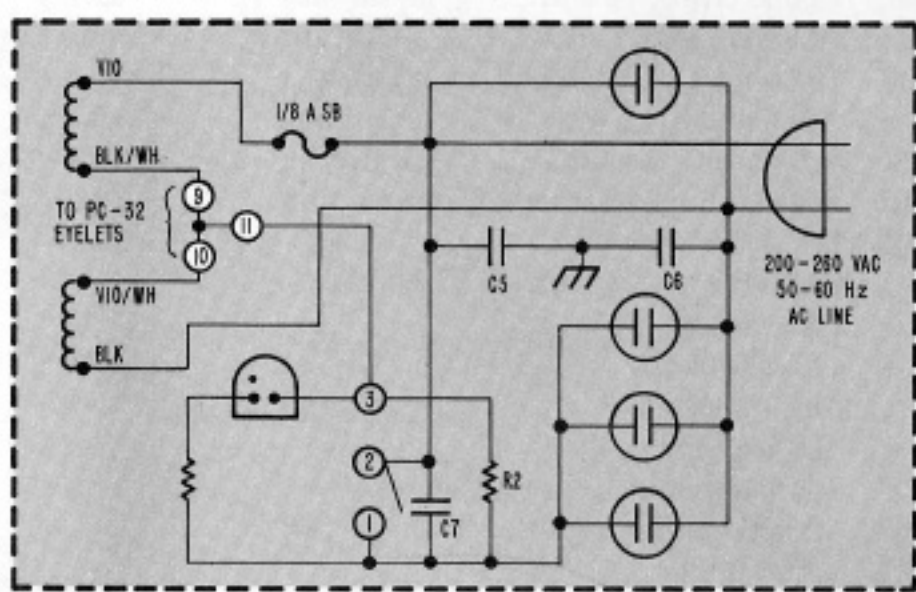 VIO
1/8 A SB
BLK/WH
9
TO PC-32
EYELETS
11
10
VIO/WH
BLK
C5
C6
200-260 VAC
50-60 Hz
AC LINE
3
2
R2
1
C7